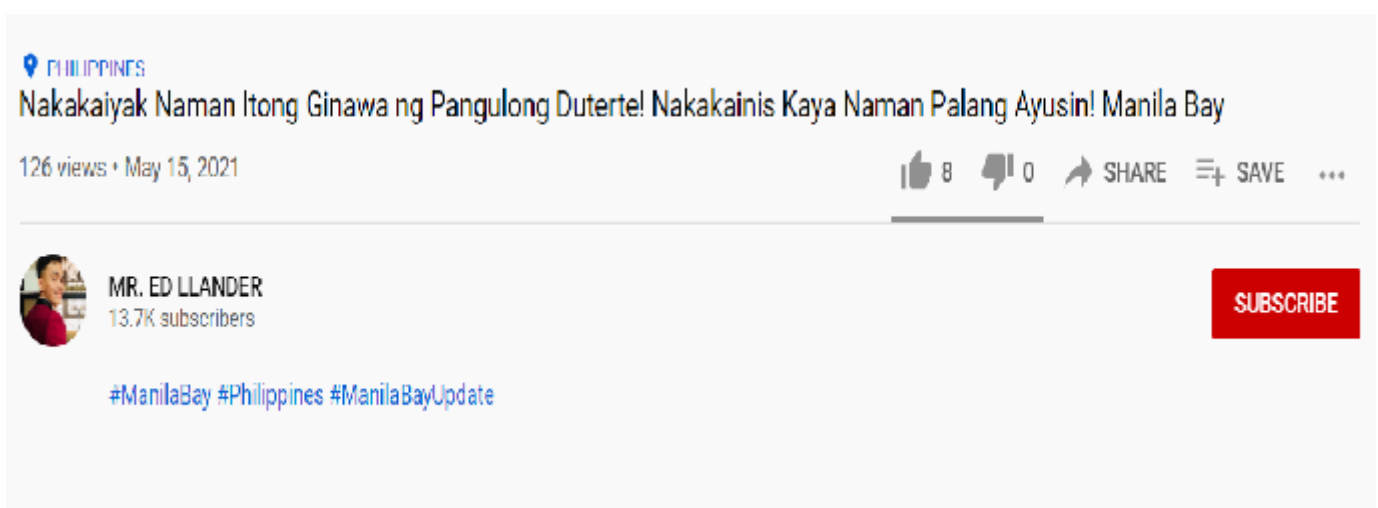 PHILIPPINES
Nakakaiyak Naman Itong Ginawa ng Pangulong Duterte! Nakakainis Kaya Naman Palang Ayusin! Manila Bay
126 views • May 15, 2021 8 0 SHARE SAVE ...
MR. ED LLANDER
13.7K subscribers
SUBSCRIBE
#ManilaBay #Philippines #ManilaBayUpdate